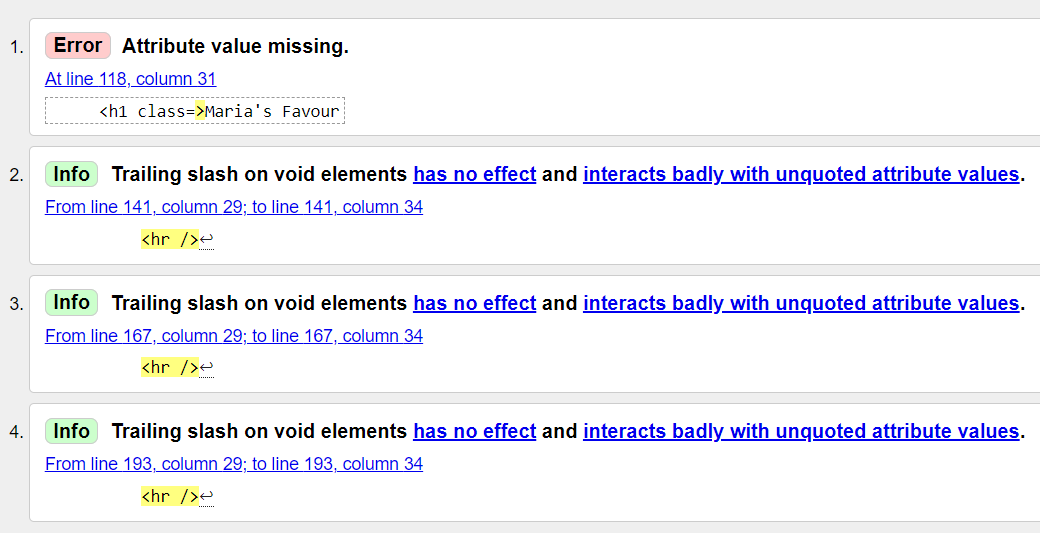 1. Error Attribute value missing.
At line 118, column 31
<h1 class=>Maria's Favour
2. Info Trailing slash on void elements has no effect and interacts badly with unquoted attribute values.
From line 141, column 29; to line 141, column 34
<hr />↩
3. Info Trailing slash on void elements has no effect and interacts badly with unquoted attribute values.
From line 167, column 29; to line 167, column 34
<hr />↩
4. Info Trailing slash on void elements has no effect and interacts badly with unquoted attribute values.
From line 193, column 29; to line 193, column 34
<hr />↩